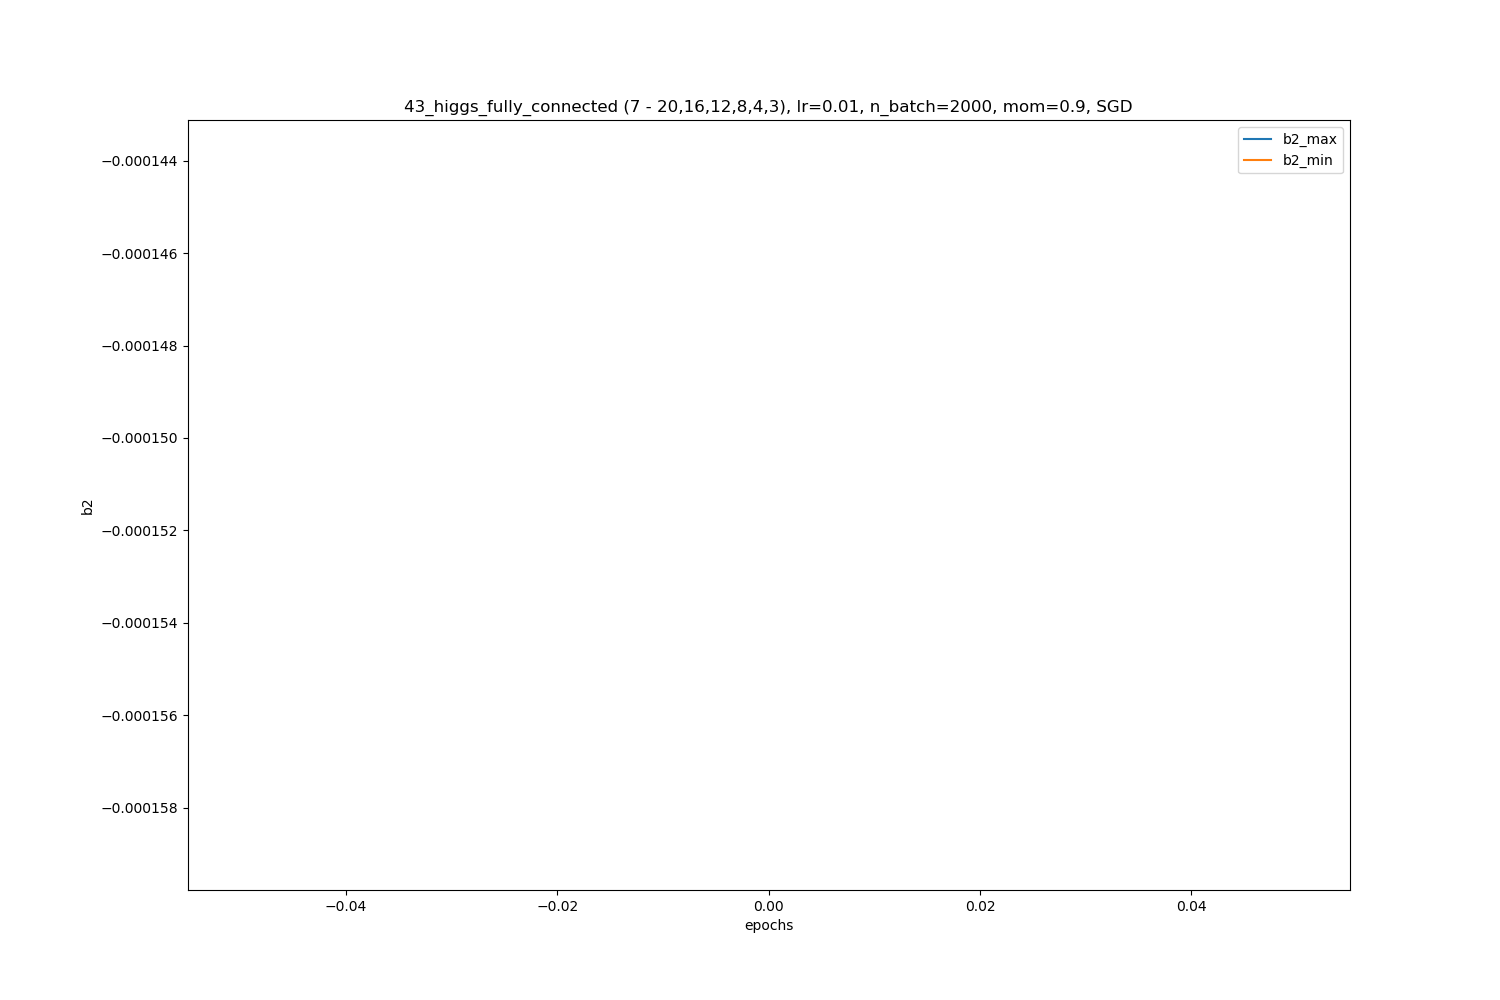 43_higgs_fully_connected (7 - 20,16,12,8,4,3), lr=0.01, n_batch=2000, mom=0.9, SGD
b2_max
b2_min
−0.000144
−0.000146
−0.000148
−0.000150
−0.000152
−0.000154
−0.000156
−0.000158
b2
−0.04
−0.02
0.00
0.02
0.04
epochs